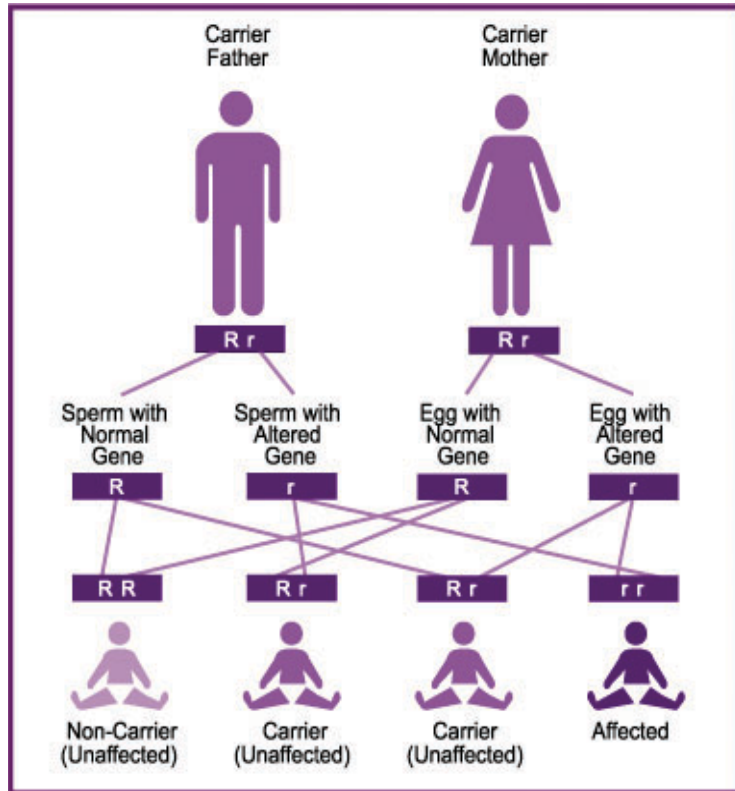 Carrier
Father
Carrier
Mother
R r
R r
Sperm with
Normal
Gene
Sperm with
Altered
Gene
Egg with
Normal
Gene
Egg with
Altered
Gene
R
r
R
r
R R
R r
R r
r r
Non-Carrier
(Unaffected)
Carrier
(Unaffected)
Carrier
(Unaffected)
Affected